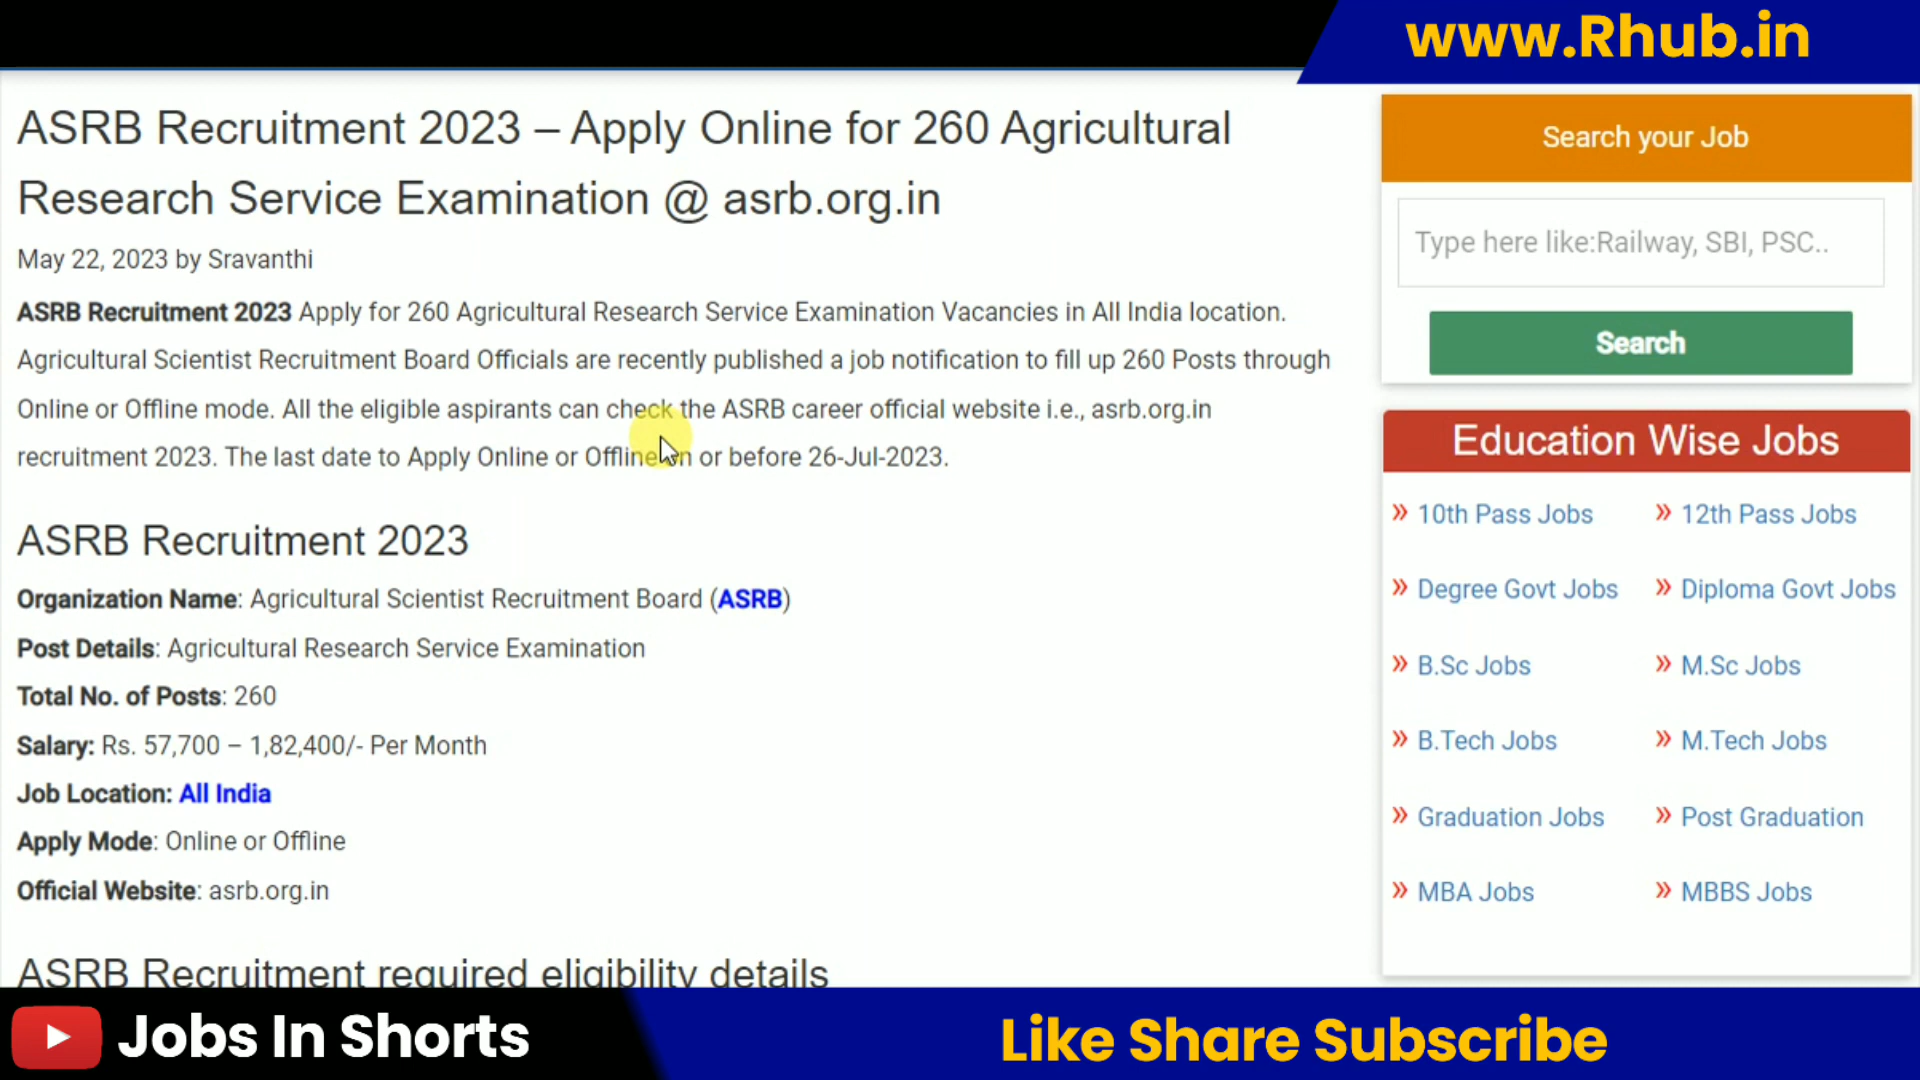 www.Rhub.in
ASRB Recruitment 2023 – Apply Online for 260 Agricultural
Research Service Examination @ asrb.org.in
May 22, 2023 by Sravanthi
ASRB Recruitment 2023 Apply for 260 Agricultural Research Service Examination Vacancies in All India location.
Agricultural Scientist Recruitment Board Officials are recently published a job notification to fill up 260 Posts through
Online or Offline mode. All the eligible aspirants can check the ASRB career official website i.e., asrb.org.in
recruitment 2023. The last date to Apply Online or Offline on or before 26-Jul-2023.
ASRB Recruitment 2023
Organization Name: Agricultural Scientist Recruitment Board (ASRB)
Post Details: Agricultural Research Service Examination
Total No. of Posts: 260
Salary: Rs. 57,700 – 1,82,400/- Per Month
Job Location: All India
Apply Mode: Online or Offline
Official Website: asrb.org.in
ASRB Recruitment required eligibility details
Search your Job
Type here like:Railway, SBI, PSC..
Search
Education Wise Jobs
» 10th Pass Jobs » 12th Pass Jobs
» Degree Govt Jobs » Diploma Govt Jobs
» B.Sc Jobs » M.Sc Jobs
» B.Tech Jobs » M.Tech Jobs
» Graduation Jobs » Post Graduation
» MBA Jobs » MBBS Jobs
Jobs In Shorts
Like Share Subscribe